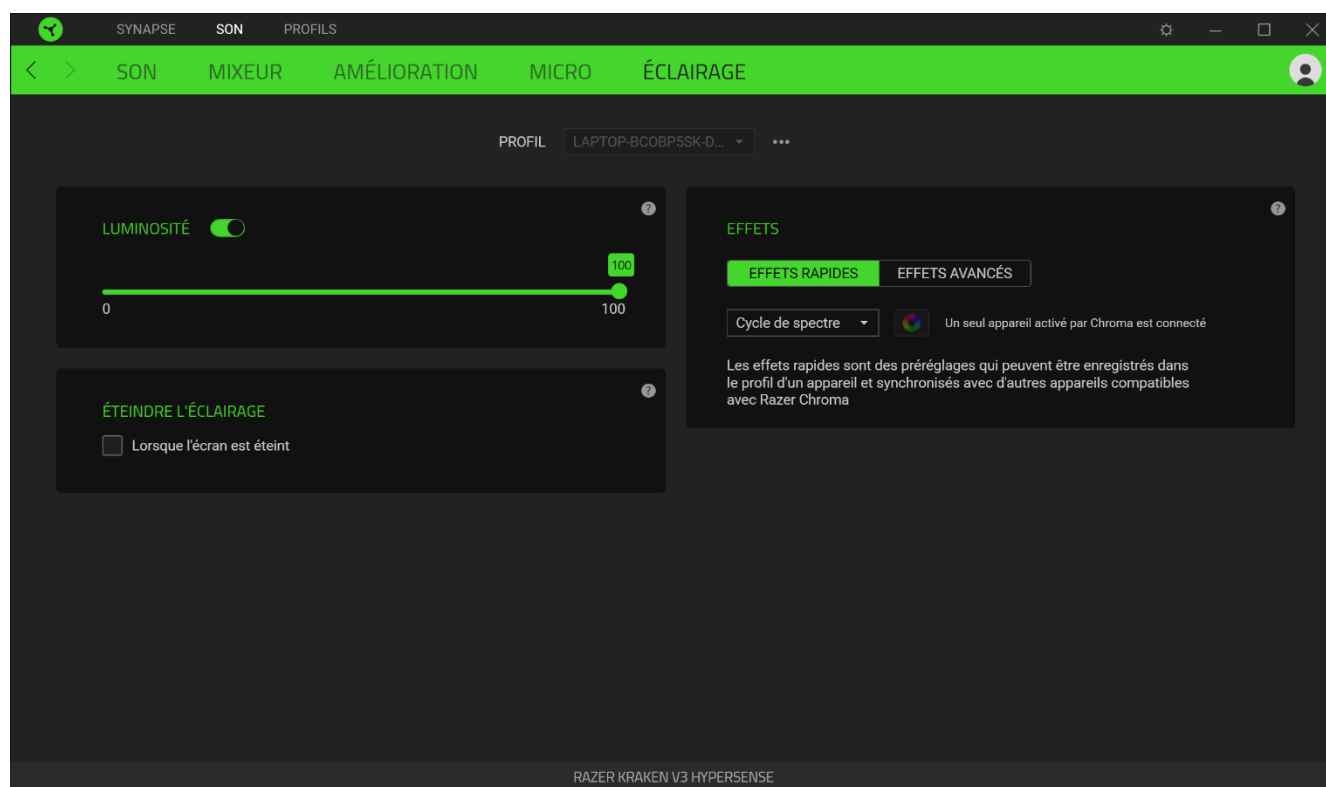 SYNAPSE SON PROFILS
SON MIXEUR AMÉLIORATION MICRO ÉCLAIRAGE
PROFIL LAPTOP-BCOBP5SK-D... •••
LUMINOSITÉ
?
100
0 100
ÉTEINDRE L'ÉCLAIRAGE
?
Lorsque l'écran est éteint
EFFETS
?
EFFETS RAPIDES EFFETS AVANCÉS
Cycle de spectre Un seul appareil activé par Chroma est connecté
Les effets rapides sont des préréglages qui peuvent être enregistrés dans
le profil d'un appareil et synchronisés avec d'autres appareils compatibles
avec Razer Chroma
RAZER KRAKEN V3 HYPERSENSE